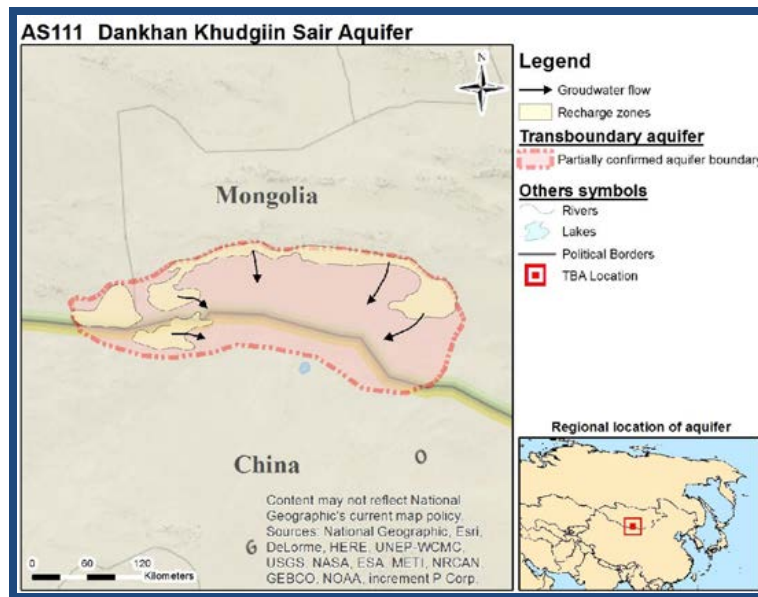 AS111 Dankhan Khudgiin Sair Aquifer
N
Mongolia
China
Content may not reflect National
Geographic's current map policy.
Sources: National Geographic, Esri,
DeLorme, HERE, UNEP-WCMC,
USGS, NASA, ESA, METI, NRCAN,
GEBCO, NOAA, increment P Corp.
0 60 120
Kilometers
Legend
Groudwater flow
Recharge zones
Transboundary aquifer
Partially confirmed aquifer boundary
Others symbols
Rivers
Lakes
Political Borders
TBA Location
Regional location of aquifer